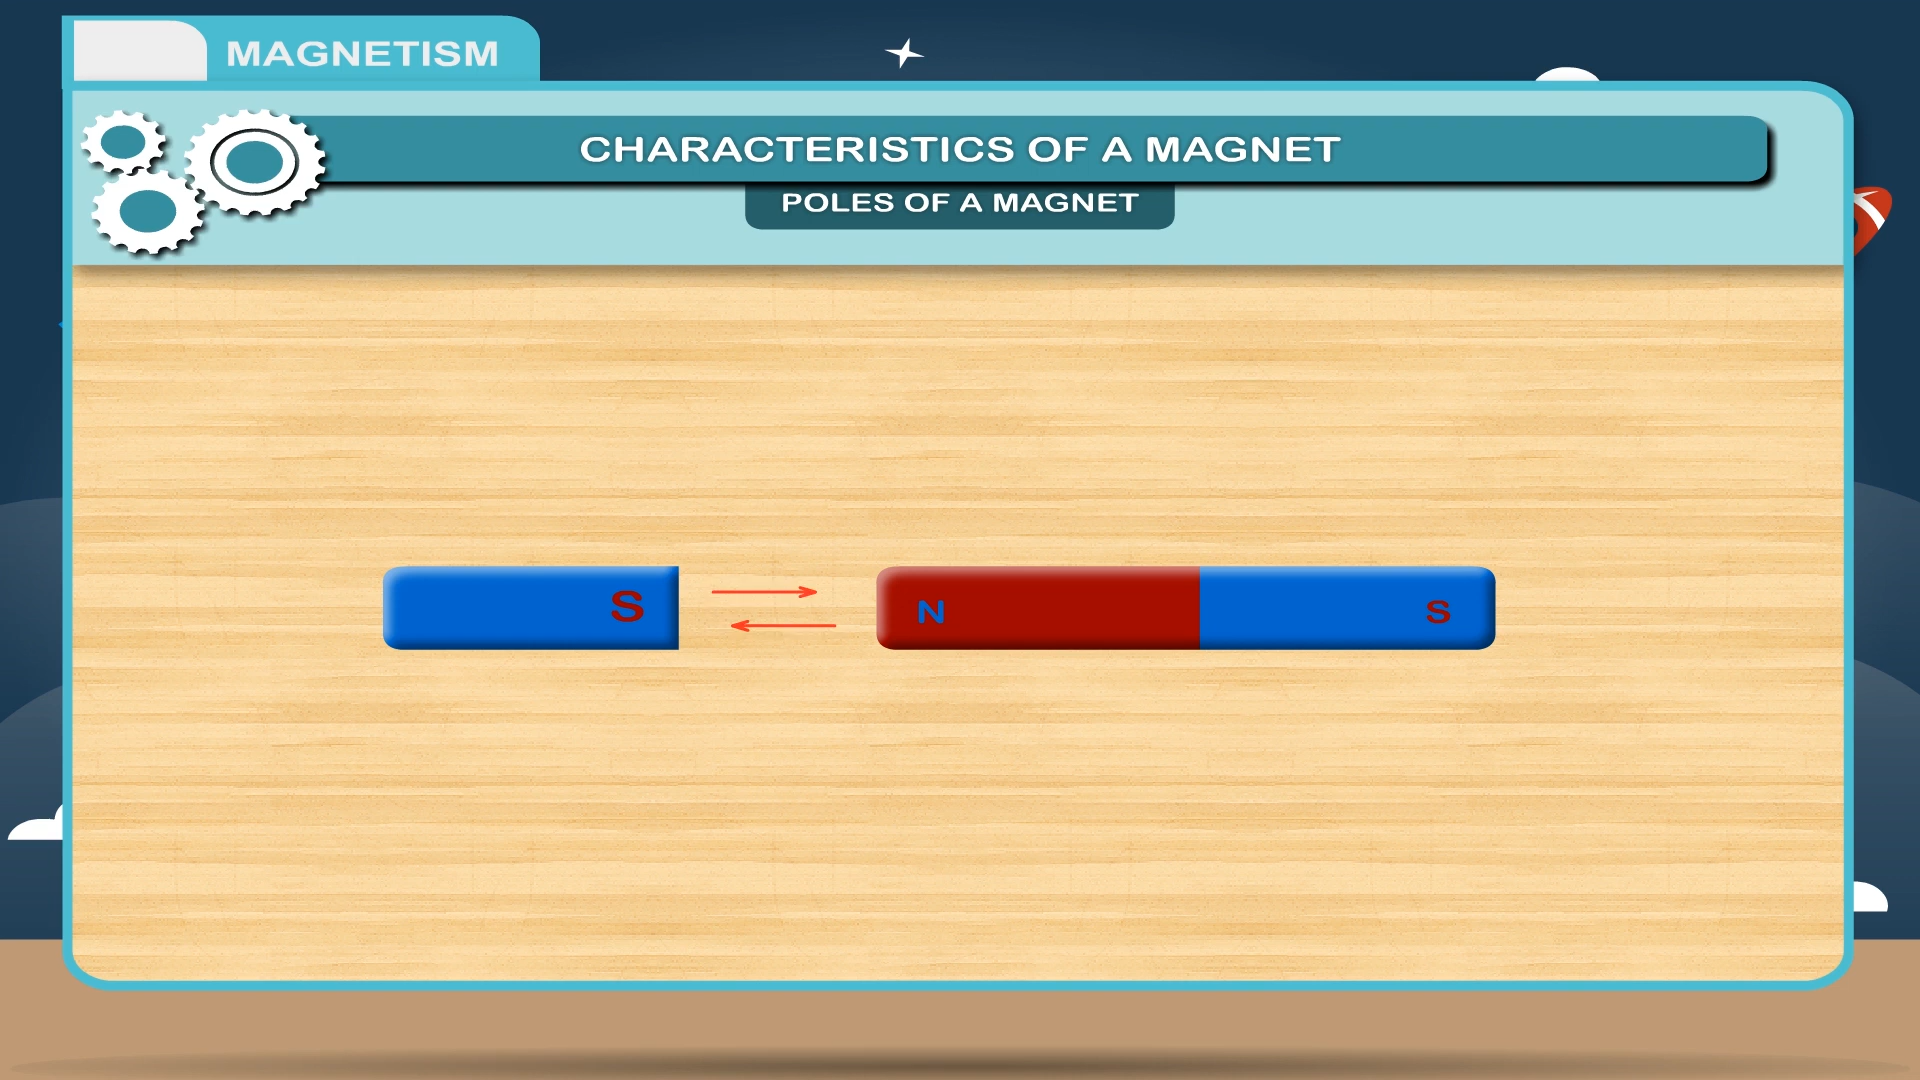 MAGNETISM
CHARACTERISTICS OF A MAGNET
POLES OF A MAGNET
S
N
S